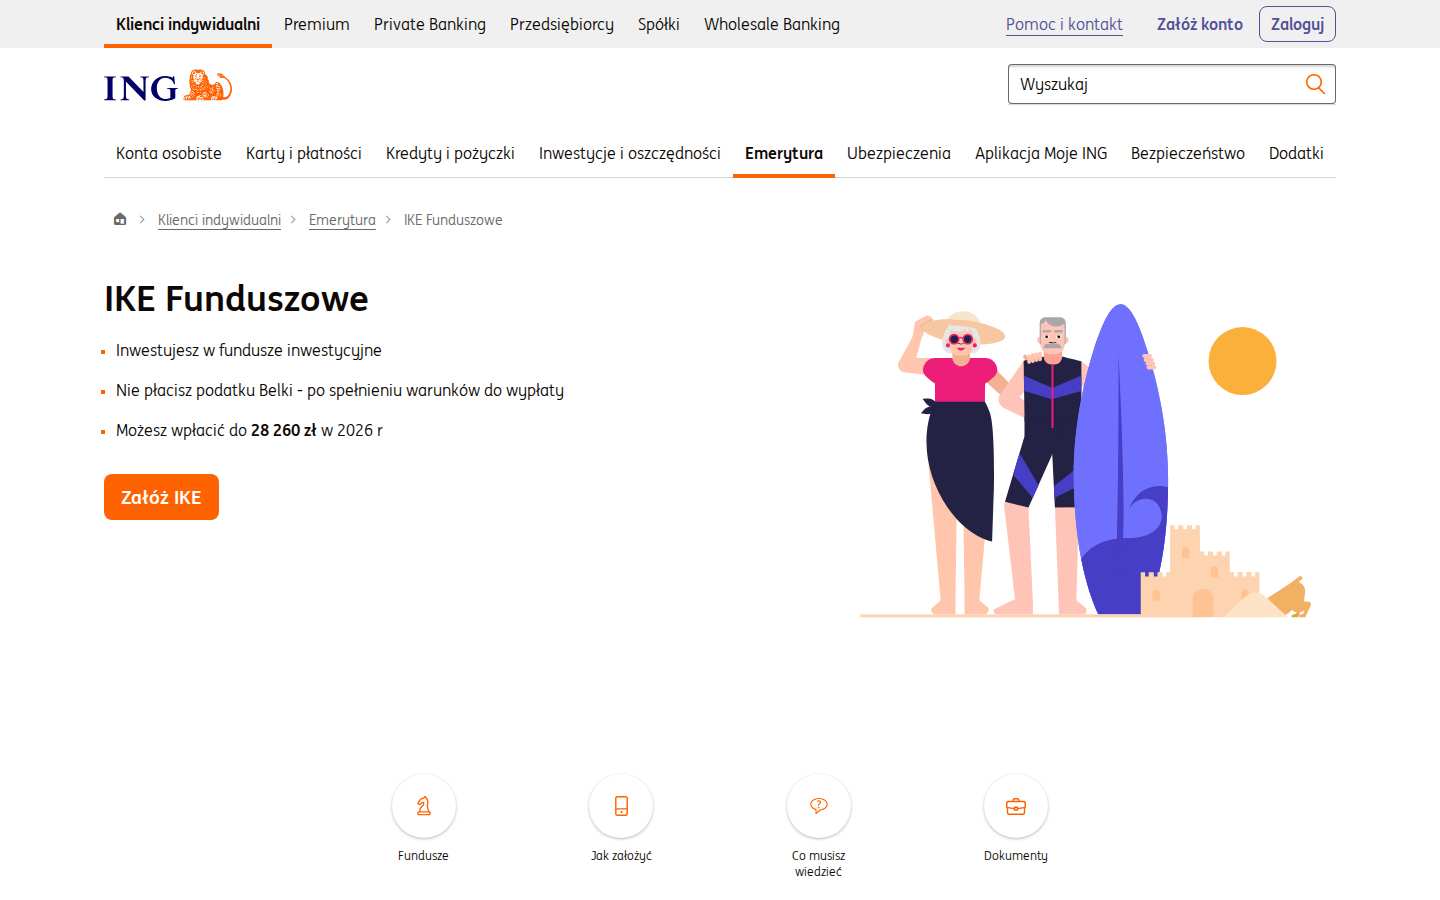 Klienci indywidualni Premium Private Banking Przedsiębiorcy Spółki Wholesale Banking Pomoc i kontakt Załóż konto Zaloguj
ING
Wyszukaj
Konta osobiste Karty i płatności Kredyty i pożyczki Inwestycje i oszczędności Emerytura Ubezpieczenia Aplikacja Moje ING Bezpieczeństwo Dodatki
Klienci indywidualni Emerytura IKE Funduszowe
IKE Funduszowe
Inwestujesz w fundusze inwestycyjne
Nie płacisz podatku Belki - po spełnieniu warunków do wypłaty
Możesz wpłacić do 28 260 zł w 2026 r
Załóż IKE
Fundusze Jak założyć Co musisz wiedzieć Dokumenty